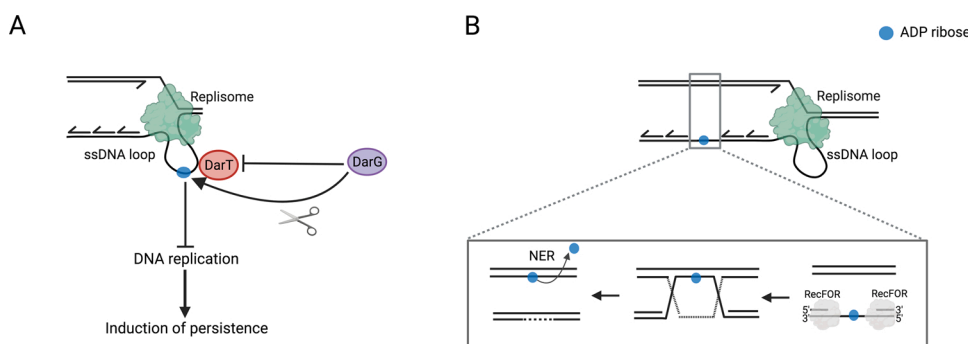 A
B
ADP ribose
Replisome
ssDNA loop
DarT
DarG
DNA replication
Induction of persistence
Replisome
ssDNA loop
NER
RecFOR
RecFOR
5'
3'
3'
5'